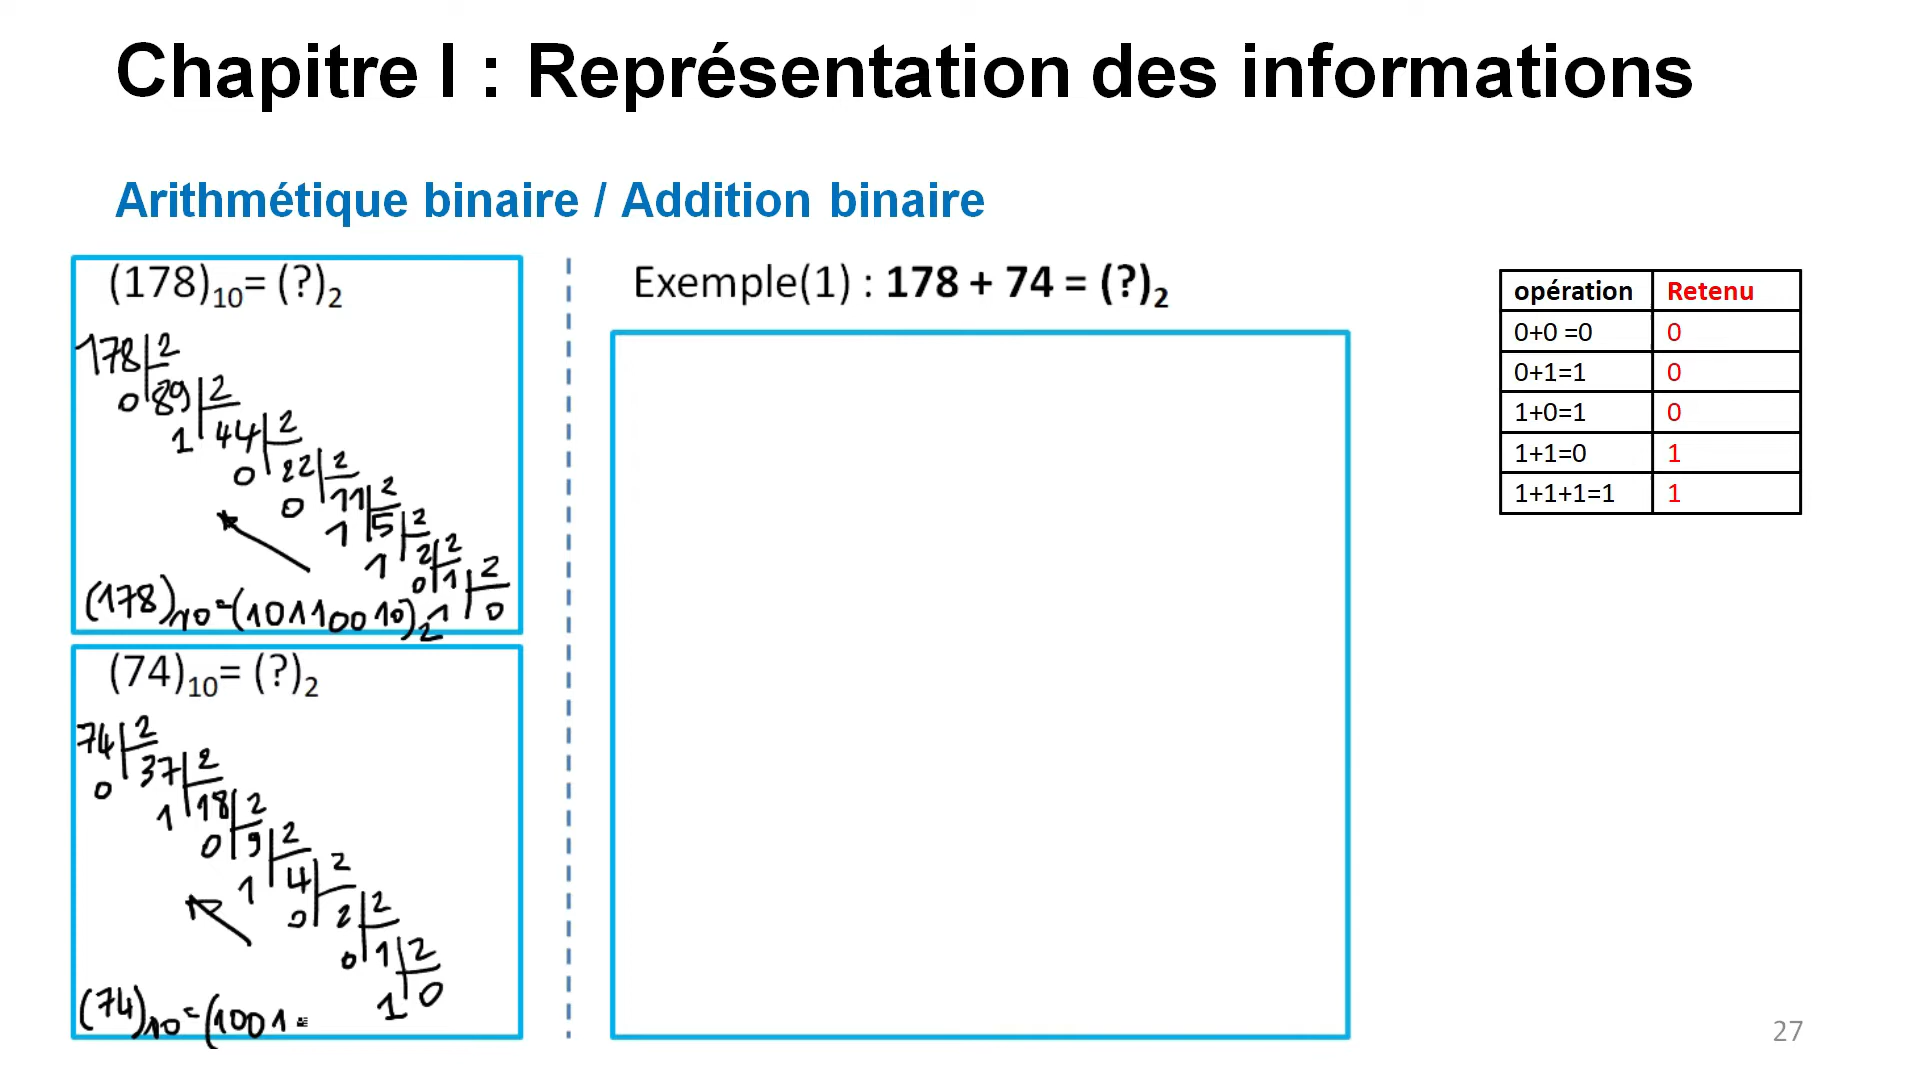 Chapitre I : Représentation des informations
Arithmétique binaire / Addition binaire
(178)₁₀= (?)₂
178 2
0 89 2
1 44 2
0 22 2
0 11 2
1 5 2
1 2 2
0 1 2
1 0
(178)₁₀=(10110010)₂
(74)₁₀= (?)₂
74 2
0 37 2
1 18 2
0 9 2
1 4 2
0 2 2
0 1 2
1 0
(74)₁₀=(1001
Exemple(1) : 178 + 74 = (?)₂
opération Retenu
0+0 =0 0
0+1=1 0
1+0=1 0
1+1=0 1
1+1+1=1 1
27